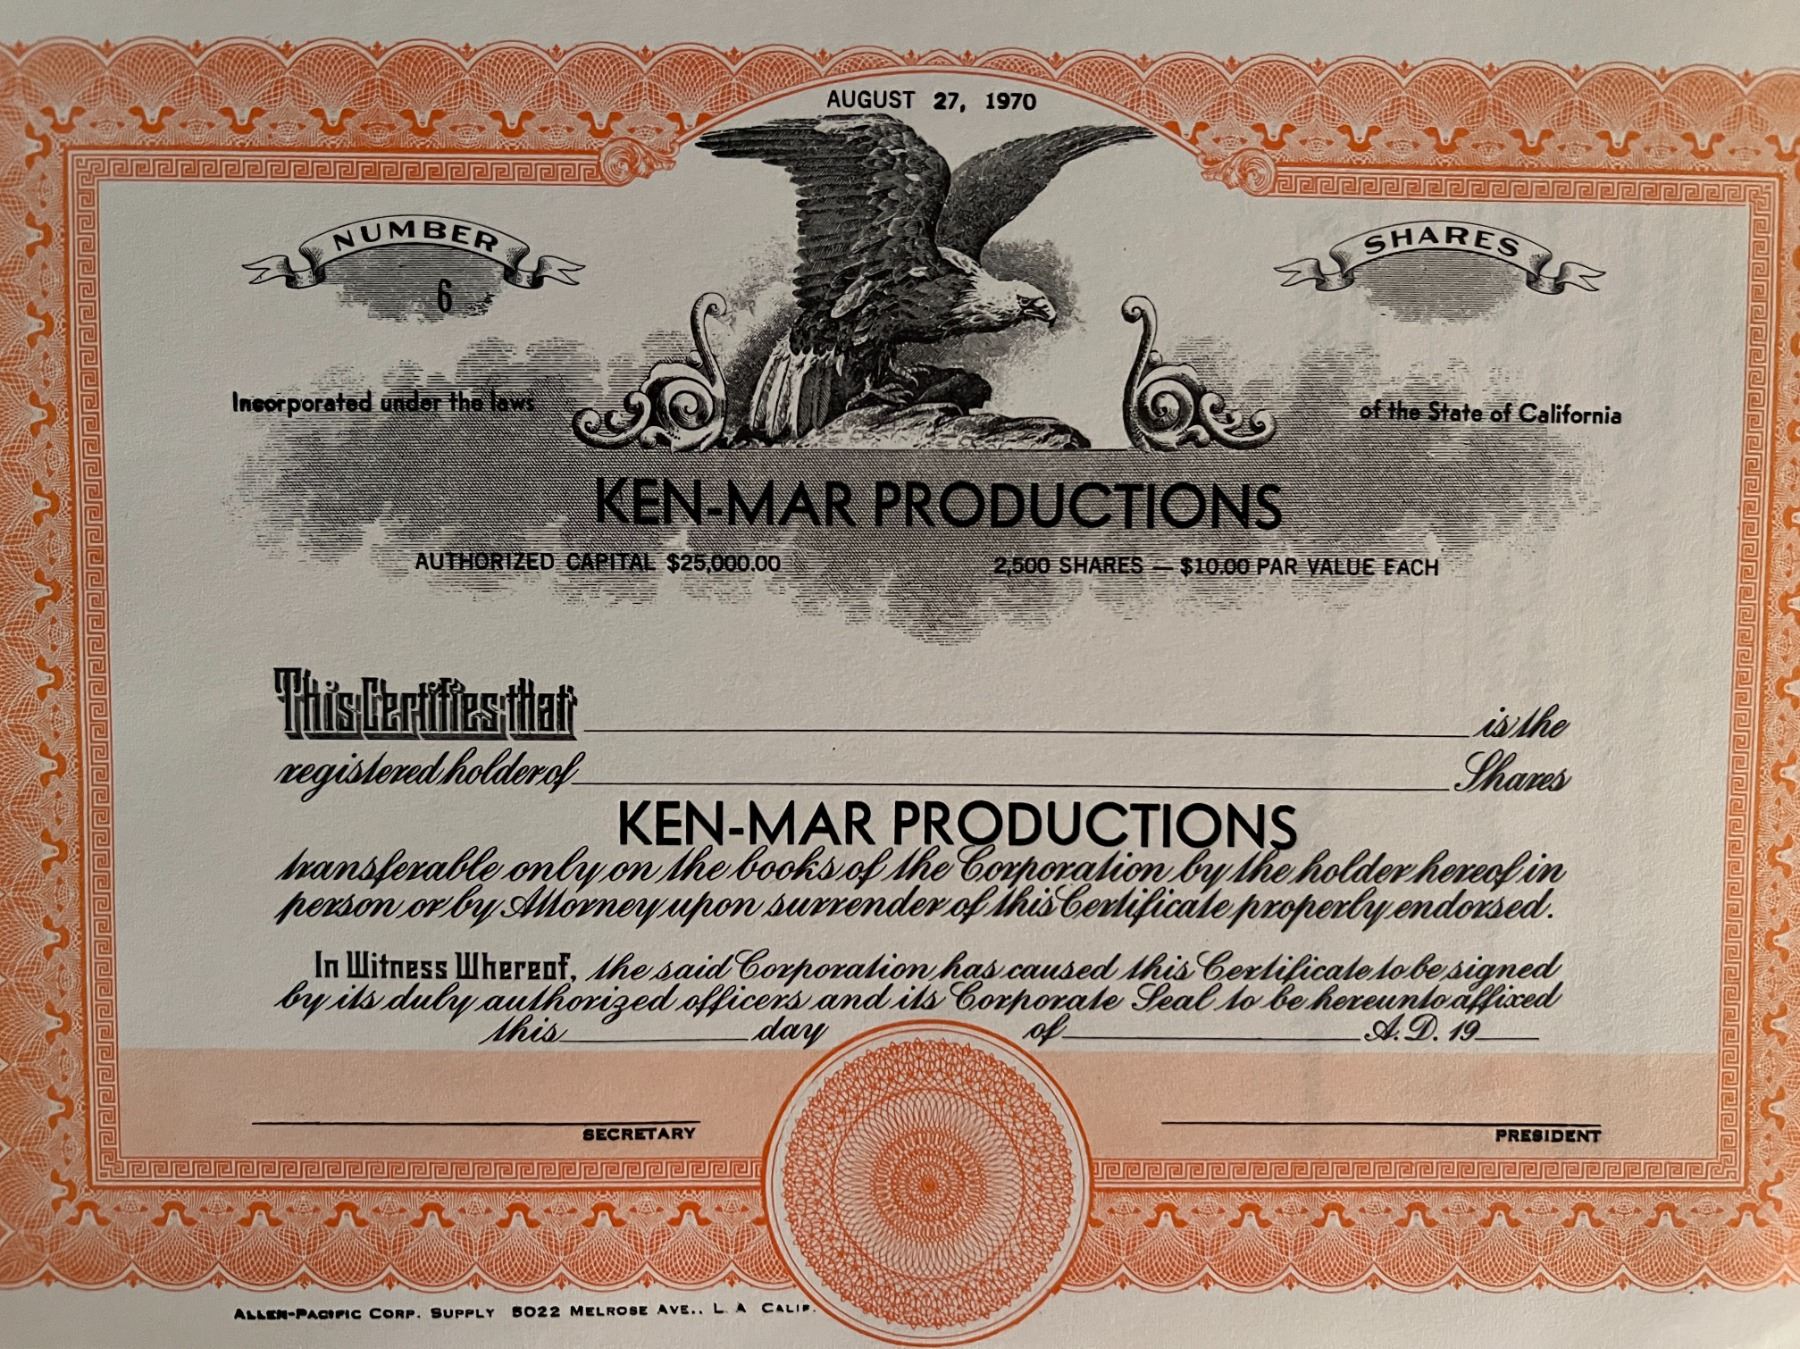 AUGUST 27, 1970
NUMBER
6
SHARES
Incorporated under the laws
of the State of California
KEN-MAR PRODUCTIONS
AUTHORIZED CAPITAL $25,000.00
2,500 SHARES — $10.00 PAR VALUE EACH
This Certifies that is the
registered holder of Shares
KEN-MAR PRODUCTIONS
transferable only on the books of the Corporation by the holder hereof in
person or by Attorney upon surrender of this Certificate properly endorsed.
In Witness Whereof, the said Corporation has caused this Certificate to be signed
by its duly authorized officers and its Corporate Seal to be hereunto affixed
this day of A.D. 19
SECRETARY
PRESIDENT
ALLEN-PACIFIC CORP. SUPPLY 5022 MELROSE AVE., L. A CALIF.